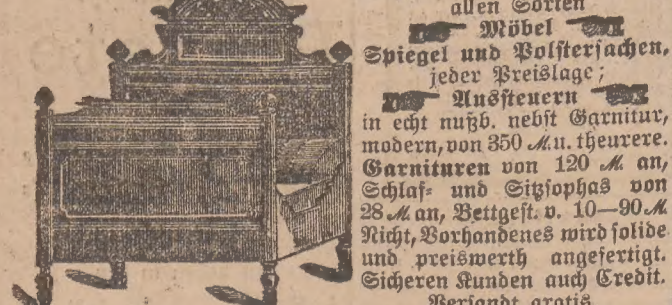 allen Sorten
Möbel
Spiegel und Polstersachen,
jeder Preislage;
Aussteuern
in echt nußb. nebst Garnitur,
modern, von 350 M. u. theurere.
Garnituren von 120 M. an,
Schlaf- und Sitzsophas von
28 M. an, Bettgest. v. 10—90 M.
Nicht, Vorhandenes wird solide
und preiswerth angefertigt.
Sicheren Kunden auch Credit.
Versandt gratis